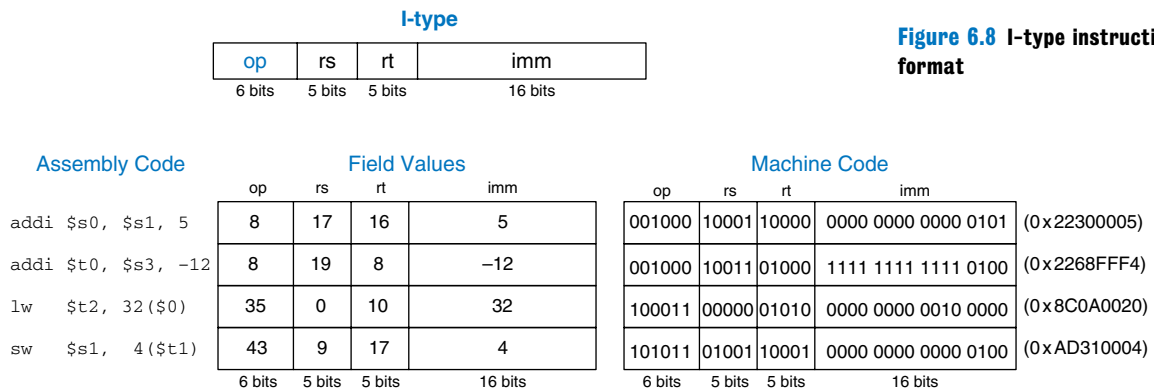 I-type
op rs rt imm
6 bits 5 bits 5 bits 16 bits
Figure 6.8 I-type
format
Assembly Code Field Values Machine Code
op rs rt imm op rs rt imm
addi $s0, $s1, 5 8 17 16 5 001000 10001 10000 0000 0000 0000 0101 (0x22300005)
addi $t0, $s3, −12 8 19 8 −12 001000 10011 01000 1111 1111 1111 0100 (0x2268FFF4)
lw $t2, 32($0) 35 0 10 32 100011 00000 01010 0000 0000 0010 0000 (0x8C0A0020)
sw $s1, 4($t1) 43 9 17 4 101011 01001 10001 0000 0000 0000 0100 (0xAD310004)
6 bits 5 bits 5 bits 16 bits 6 bits 5 bits 5 bits 16 bits